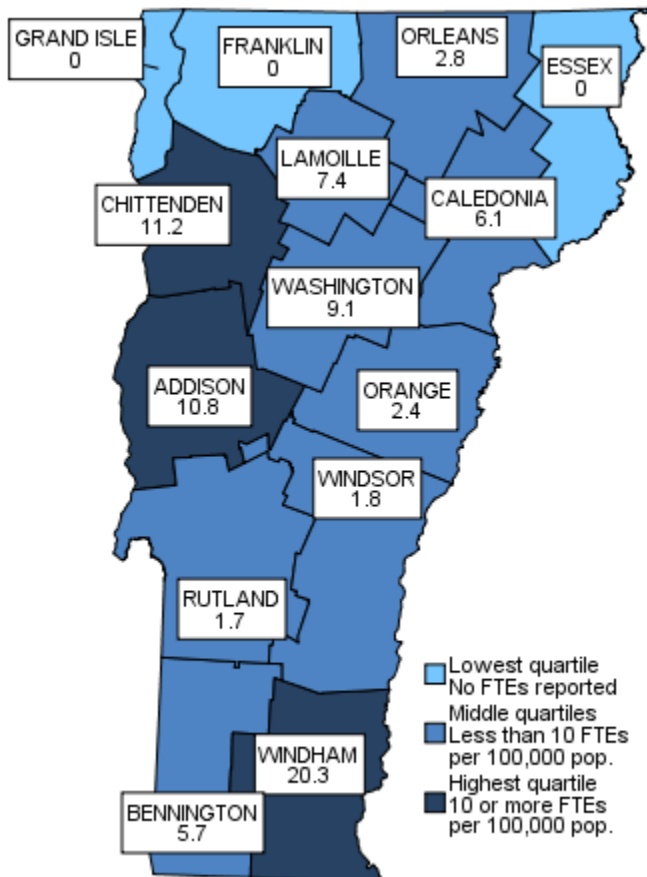 GRAND ISLE
0
FRANKLIN
0
ORLEANS
2.8
ESSEX
0
LAMOILLE
7.4
CALEDONIA
6.1
CHITTENDEN
11.2
WASHINGTON
9.1
ADDISON
10.8
ORANGE
2.4
WINDSOR
1.8
RUTLAND
1.7
WINDHAM
20.3
BENNINGTON
5.7
Lowest quartile
No FTEs reported
Middle quartiles
Less than 10 FTEs
per 100,000 pop.
Highest quartile
10 or more FTEs
per 100,000 pop.